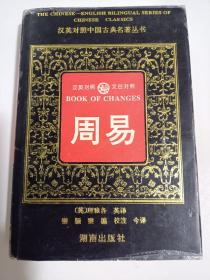 THE CHINESE-ENGLISH BILINGUAL SERIES OF
CHINESE CLASSICS
汉英对照中国古典名著丛书
汉英对照 文白对照
BOOK OF CHANGES
周易
(英)理雅各 英译
秦颖 秦穗 校注 今译
湖南出版社